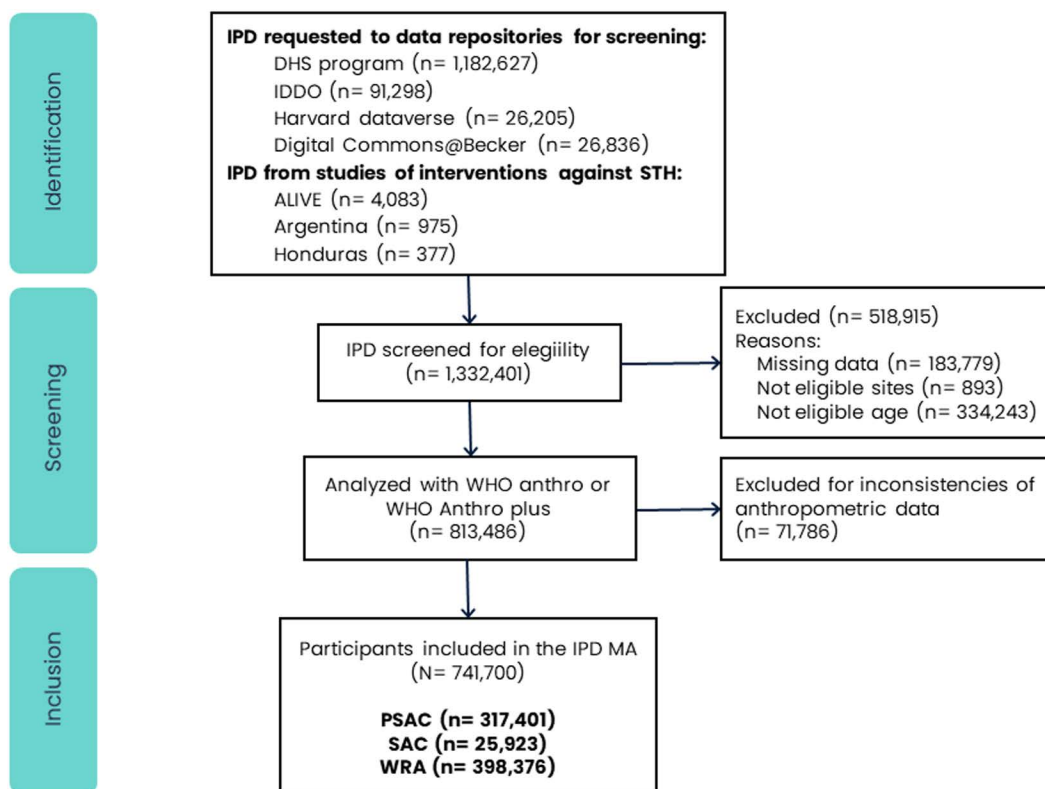 Identification
IPD requested to data repositories for screening:
DHS program (n= 1,182,627)
IDDO (n= 91,298)
Harvard dataverse (n= 26,205)
Digital Commons@Becker (n= 26,836)
IPD from studies of interventions against STH:
ALIVE (n= 4,083)
Argentina (n= 975)
Honduras (n= 377)
Screening
IPD screened for elegiility
(n= 1,332,401)
Excluded (n= 518,915)
Reasons:
Missing data (n= 183,779)
Not eligible sites (n= 893)
Not eligible age (n= 334,243)
Analyzed with WHO anthro or
WHO Anthro plus
(n= 813,486)
Excluded for inconsistencies of
anthropometric data
(n= 71,786)
Inclusion
Participants included in the IPD MA
(N= 741,700)
PSAC (n= 317,401)
SAC (n= 25,923)
WRA (n= 398,376)